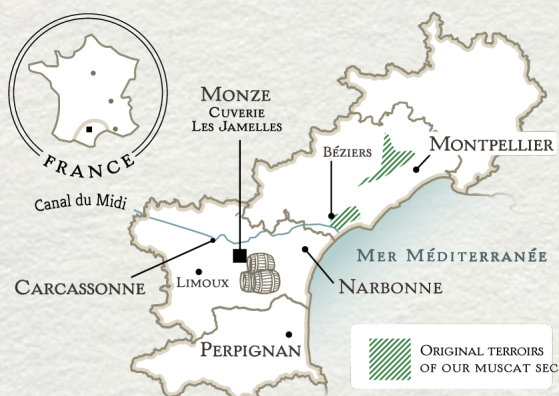 FRANCE
Canal du Midi
MONZE
CUVERIE
LES JAMELLES
BÉZIERS
MONTPELLIER
MER MÉDITERRANÉE
CARCASSONNE
LIMOUX
NARBONNE
PERPIGNAN
ORIGINAL TERROIRS
OF OUR MUSCAT SEC